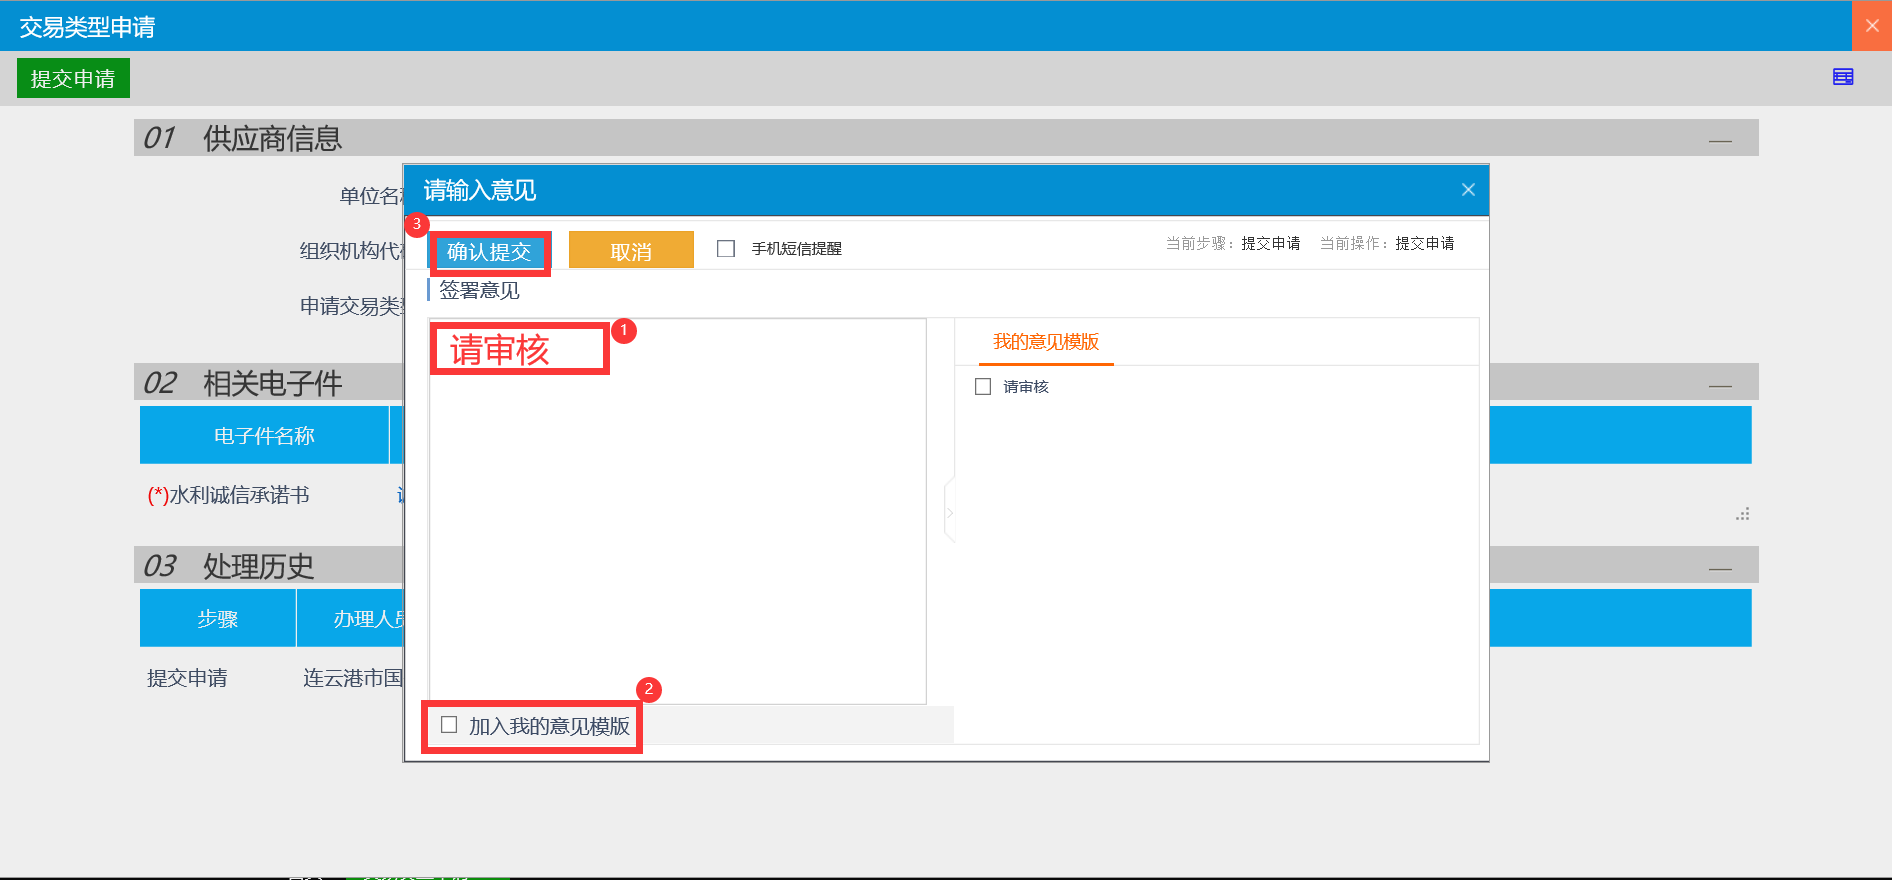 交易类型申请
提交申请
01 供应商信息
单位名
组织机构代
申请交易类
请输入意见
3
确认提交 取消 手机短信提醒 当前步骤：提交申请 当前操作：提交申请
签署意见
请审核 1
我的意见模版
请审核
2
加入我的意见模版
02 相关电子件
电子件名称
(*)水利诚信承诺书
03 处理历史
步骤 办理人员
提交申请 连云港市国